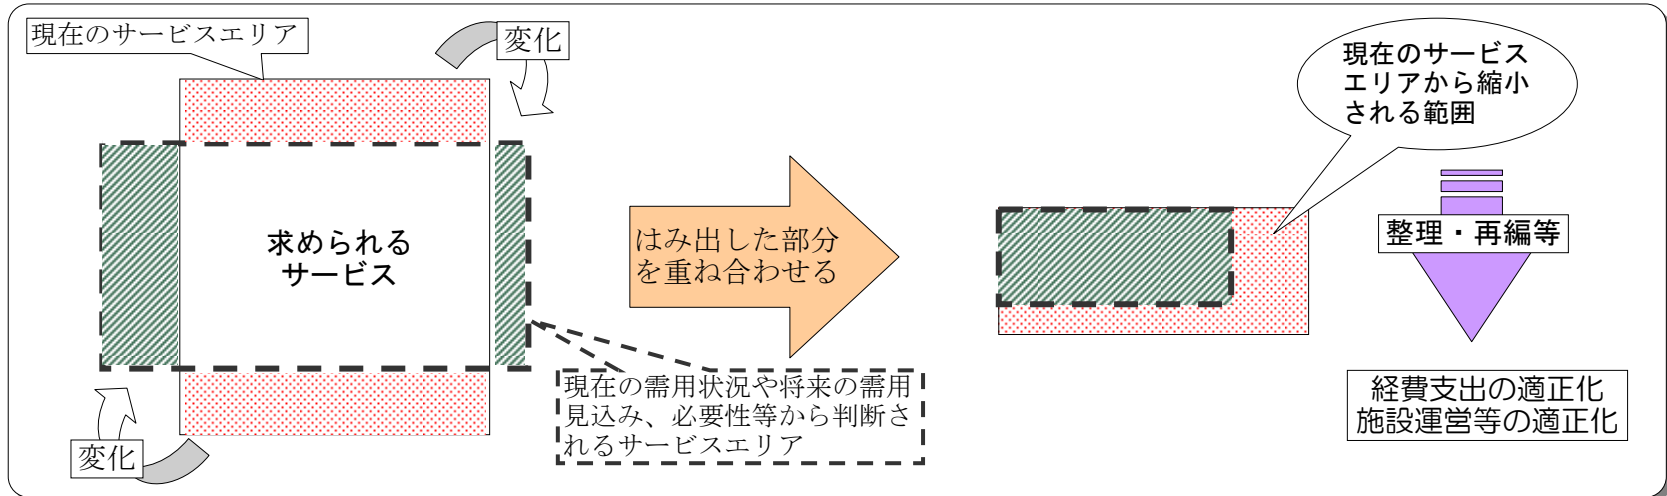 現在のサービスエリア
変化
求められる
サービス
変化
現在の需用状況や将来の需用
見込み、必要性等から判断さ
れるサービスエリア
はみ出した部分
を重ね合わせる
現在のサービス
エリアから縮小
される範囲
整理・再編等
経費支出の適正化
施設運営等の適正化